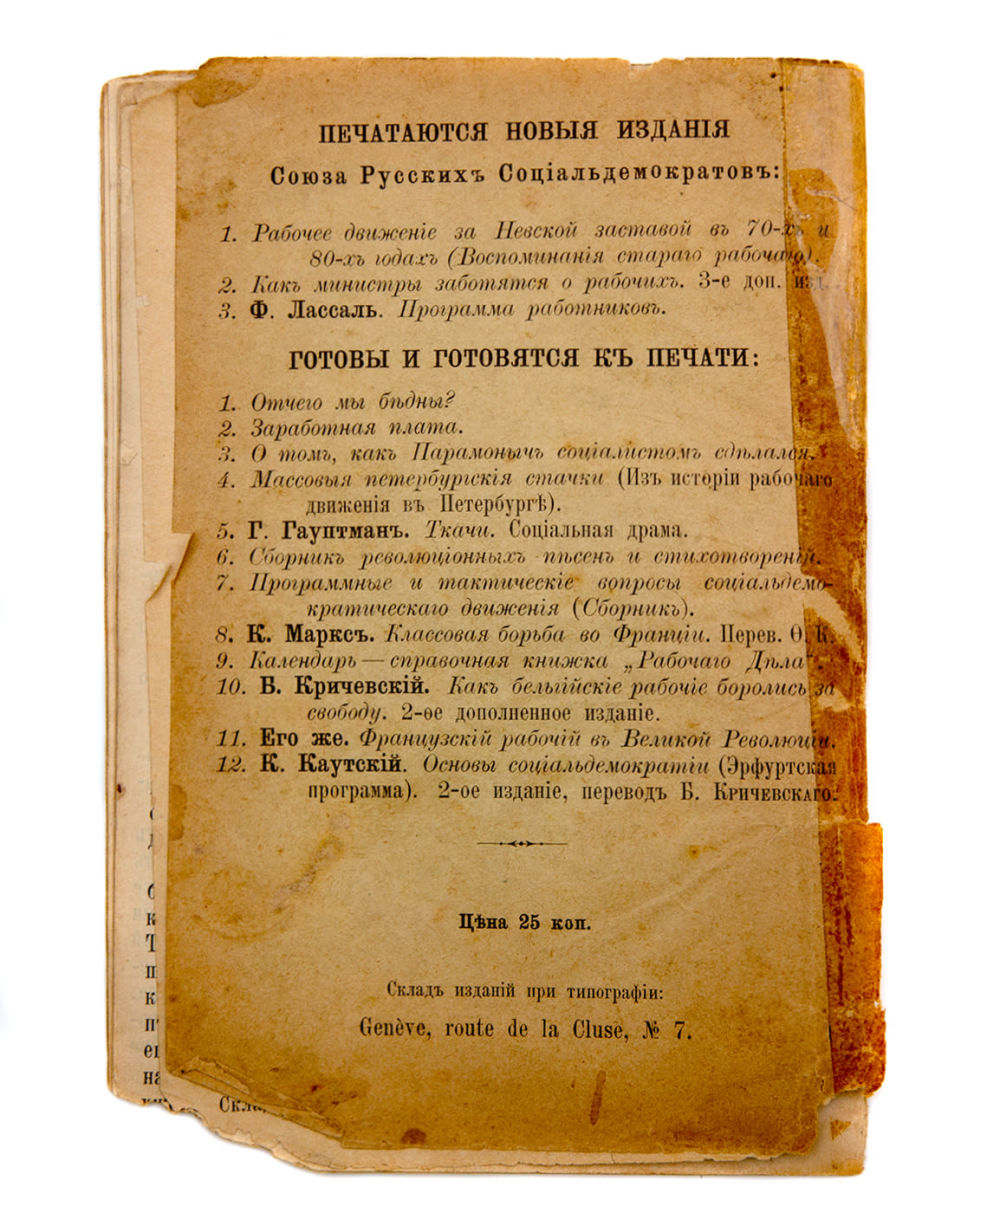 ПЕЧАТАЮТСЯ НОВЫЯ ИЗДАНІЯ
Союза Русскихъ Соціальдемократовъ:
1. Рабочее движеніе за Невской заставой въ 70-хъ и
80-хъ годахъ (Воспоминанія стараго рабочаго).
2. Какъ министры заботятся о рабочихъ. 3-е доп. изд.
3. Ф. Лассаль. Программа работниковъ.
ГОТОВЫ И ГОТОВЯТСЯ КЪ ПЕЧАТИ:
1. Отчего мы бѣдны?
2. Заработная плата.
3. О томъ, какъ Парамонычъ соціалистомъ сдѣлался.
4. Массовыя петербургскія стачки (Изъ исторіи рабочаго
движенія въ Петербургѣ).
5. Г. Гауптманъ. Ткачи. Соціальная драма.
6. Сборникъ революціонныхъ пѣсенъ и стихотвореній.
7. Программные и тактическіе вопросы соціальдемо-
кратическаго движенія (Сборникъ).
8. К. Марксъ. Классовая борьба во Франціи. Перев. Ѳ. К.
9. Календарь — справочная книжка „Рабочаго Дѣла“.
10. Б. Кричевскій. Какъ бельгійскіе рабочіе боролись за
свободу. 2-ое дополненное изданіе.
11. Его же. Французскій рабочій въ Великой Революціи.
12. К. Каутскій. Основы соціальдемократіи (Эрфуртская
программа). 2-ое изданіе, переводъ Б. Кричевскаго.
Цѣна 25 коп.
Складъ изданій при типографіи:
Genève, route de la Cluse, № 7.